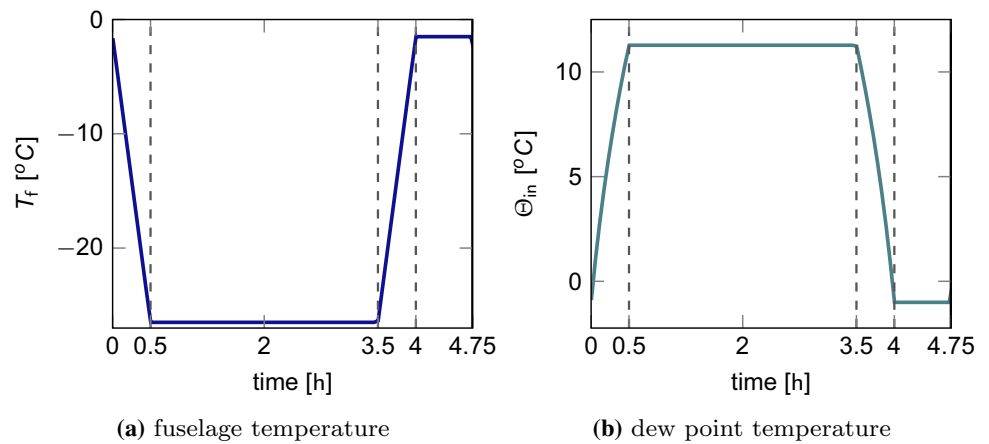 0
−10
−20
T_f [°C]
0 0.5 2 3.5 4 4.75
time [h]
(a) fuselage temperature
10
5
0
Θ_in [°C]
0 0.5 2 3.5 4 4.75
time [h]
(b) dew point temperature